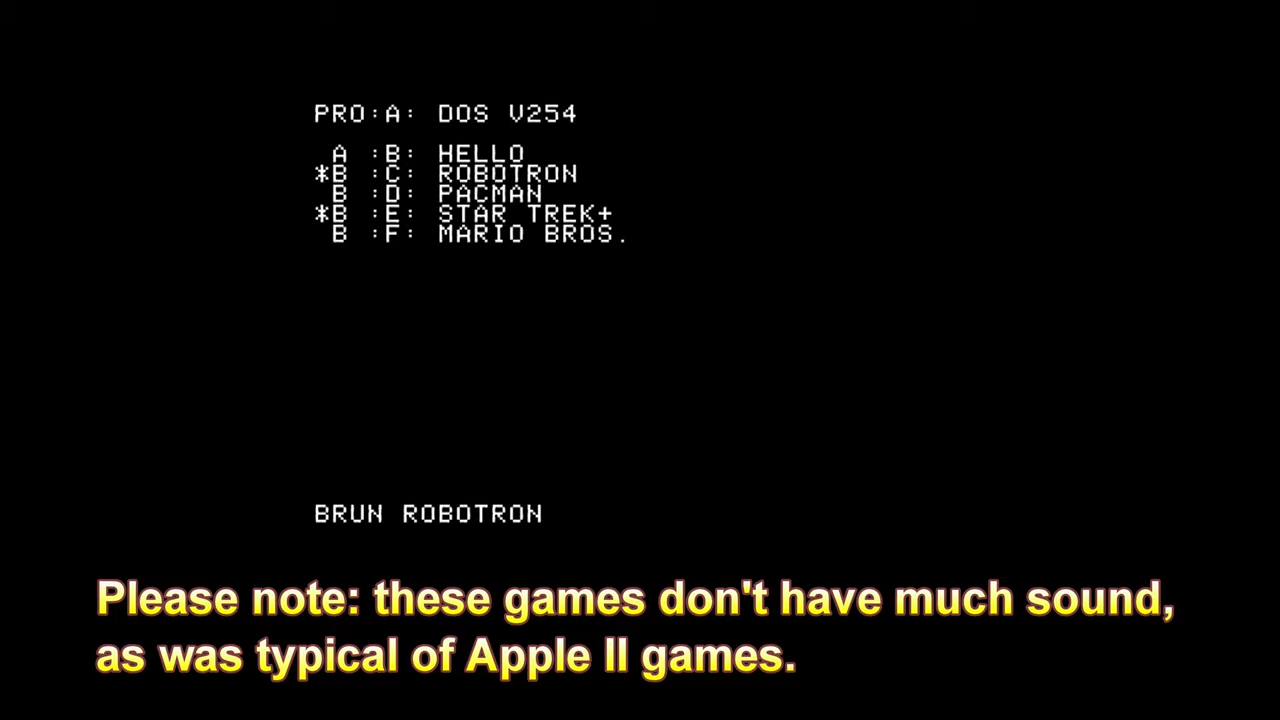 PRO:A: DOS V254
A :B: HELLO
*B :C: ROBOTRON
B :D: PACMAN
*B :E: STAR TREK+
B :F: MARIO BROS.
BRUN ROBOTRON
Please note: these games don't have much sound,
as was typical of Apple II games.